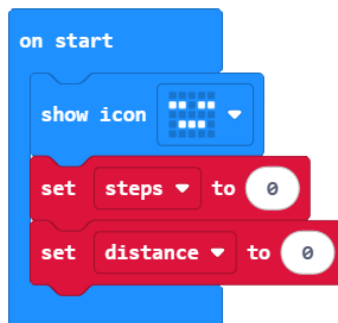 on start
show icon
set steps to 0
set distance to 0